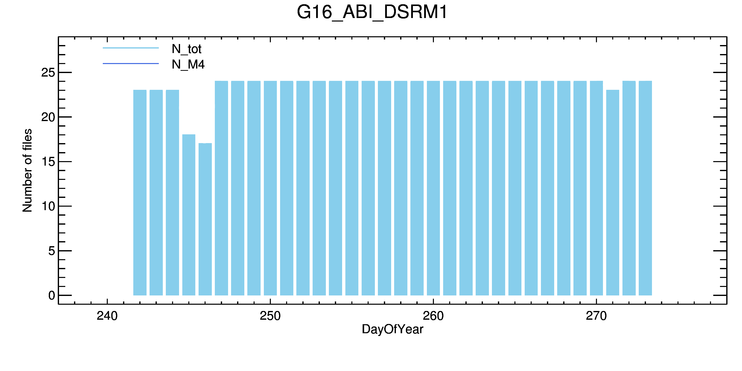 G16_ABI_DSRM1
N_tot
N_M4
25
20
15
10
5
0
Number of files
240 250 260 270
DayOfYear